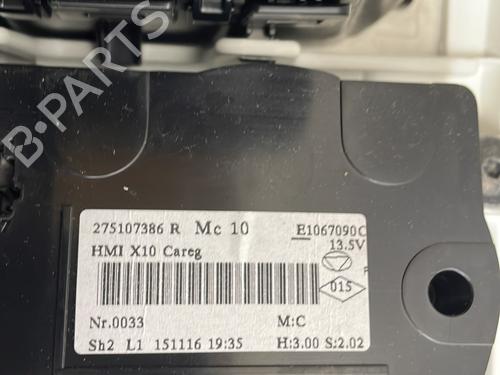 275107386 R Mc 10 E1067090C
13.5V
HMI X10 Careg
015
Nr.0033 M:C
Sh2 L1 151116 19:35 H:3.00 S:2.02